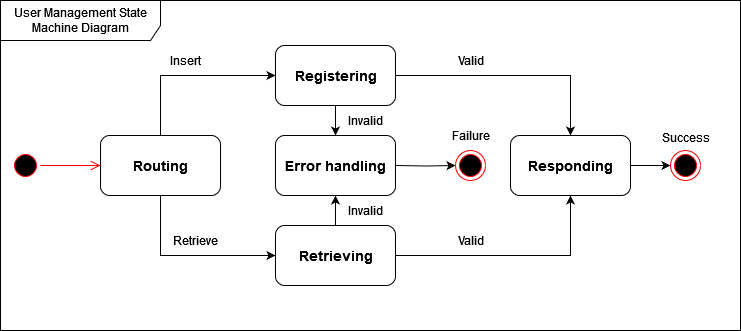 User Management State
Machine Diagram
Insert
Registering
Valid
Invalid
Failure
Success
Routing
Error handling
Responding
Invalid
Retrieve
Retrieving
Valid